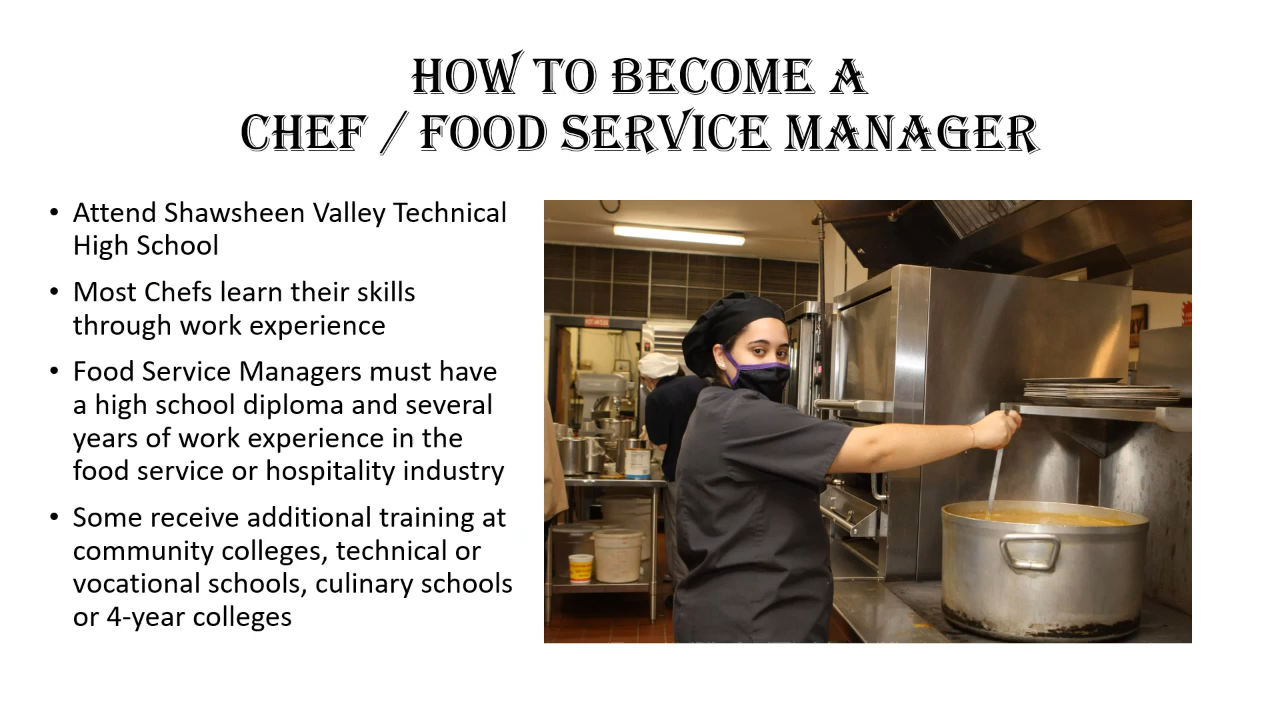 HOW TO BECOME A
CHEF / FOOD SERVICE MANAGER
• Attend Shawsheen Valley Technical
High School
• Most Chefs learn their skills
through work experience
• Food Service Managers must have
a high school diploma and several
years of work experience in the
food service or hospitality industry
• Some receive additional training at
community colleges, technical or
vocational schools, culinary schools
or 4-year colleges